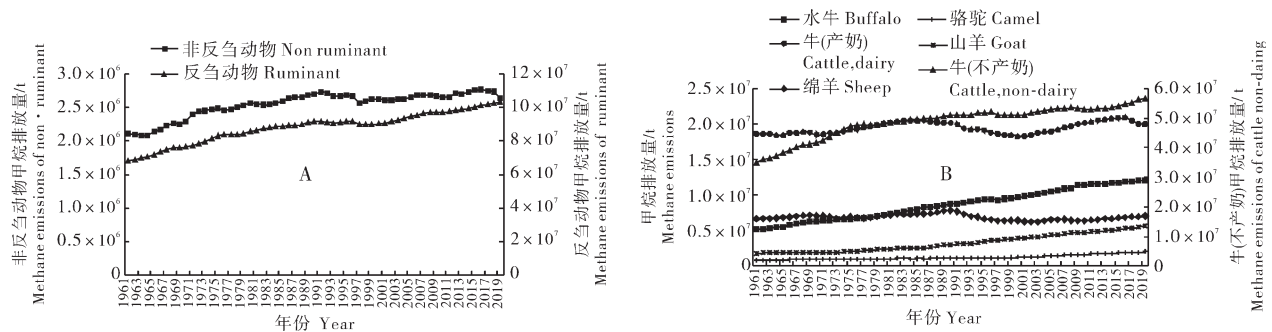 非反刍动物 Non ruminant
反刍动物 Ruminant
非反刍动物甲烷排放量/t
Methane emissions of non·ruminant
3.0×10⁶
2.5×10⁶
2.0×10⁶
1.5×10⁶
1.0×10⁶
0.5×10⁶
0
A
12×10⁷
10×10⁷
8×10⁷
6×10⁷
4×10⁷
2×10⁷
0
反刍动物甲烷排放量/t
Methane emissions of ruminant
1961 1963 1965 1967 1969 1971 1973 1975 1977 1979 1981 1983 1985 1987 1989 1991 1993 1995 1997 1999 2001 2003 2005 2007 2009 2011 2013 2015 2017 2019
年份 Year
水牛 Buffalo
骆驼 Camel
牛(产奶)
Cattle,dairy
山羊 Goat
绵羊 Sheep
牛(不产奶)
Cattle,non-dairy
甲烷排放量/t
Methane emissions
2.5×10⁷
2.0×10⁷
1.5×10⁷
1.0×10⁷
0.5×10⁷
0
B
6.0×10⁷
5.0×10⁷
4.0×10⁷
3.0×10⁷
2.0×10⁷
1.0×10⁷
0
牛(不产奶)甲烷排放量/t
Methane emissions of cattle non-daing
1961 1963 1965 1967 1969 1971 1973 1975 1977 1979 1981 1983 1985 1987 1989 1991 1993 1995 1997 1999 2001 2003 2005 2007 2009 2011 2013 2015 2017 2019
年份 Year